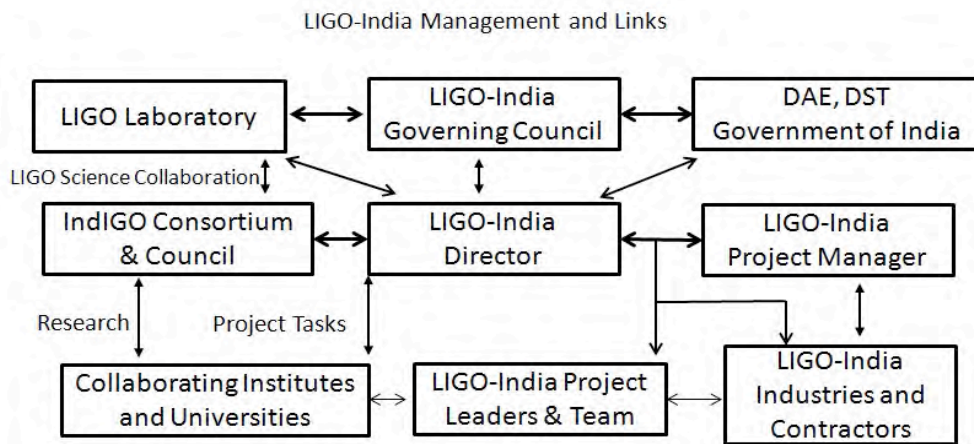 LIGO-India Management and Links
LIGO Laboratory
LIGO-India
Governing Council
DAE, DST
Government of India
LIGO Science Collaboration
IndIGO Consortium
& Council
LIGO-India
Director
LIGO-India
Project Manager
Research
Project Tasks
Collaborating Institutes
and Universities
LIGO-India Project
Leaders & Team
LIGO-India
Industries and
Contractors